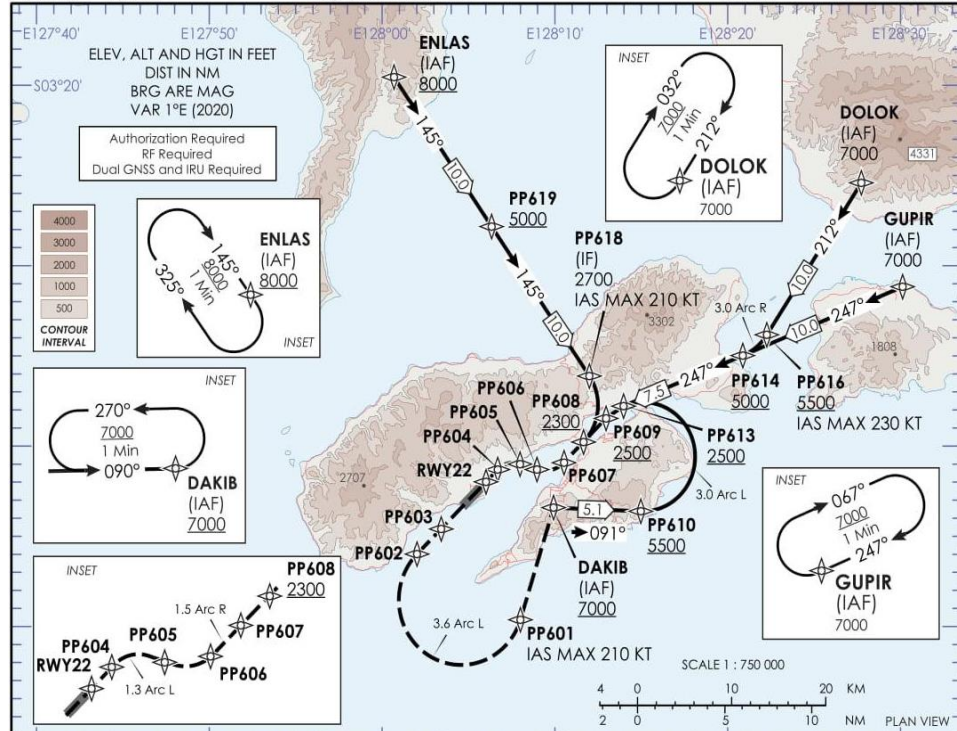 E127°40'
E127°50'
E128°00'
E128°10'
E128°20'
E128°30'
S03°20'
ELEV, ALT AND HGT IN FEET
DIST IN NM
BRG ARE MAG
VAR 1°E (2020)
Authorization Required
RF Required
Dual GNSS and IRU Required
4000
3000
2000
1000
500
CONTOUR
INTERVAL
145°
8000
1 Min
325°
ENLAS
(IAF)
8000
INSET
ENLAS
(IAF)
8000
145°
10.0
PP619
5000
145°
10.0
INSET
032°
7000
1 Min
212°
DOLOK
(IAF)
7000
DOLOK
(IAF)
7000
4331
212°
10.0
GUPIR
(IAF)
7000
247°
10.0
PP618
(IF)
2700
IAS MAX 210 KT
3302
3.0 Arc R
1808
247°
7.5
PP614
5000
PP616
5500
IAS MAX 230 KT
INSET
270°
7000
1 Min
090°
DAKIB
(IAF)
7000
PP606
PP605
PP604
RWY22
PP608
2300
PP609
2500
PP613
2500
PP607
2707
PP603
PP602
5.1
091°
PP610
5500
3.0 Arc L
DAKIB
(IAF)
7000
3.6 Arc L
PP601
IAS MAX 210 KT
INSET
067°
7000
1 Min
247°
GUPIR
(IAF)
7000
INSET
PP608
2300
1.5 Arc R
PP607
PP605
PP604
RWY22
PP606
1.3 Arc L
SCALE 1 : 750 000
4 0 10 20 KM
2 0 5 10 NM
PLAN VIEW